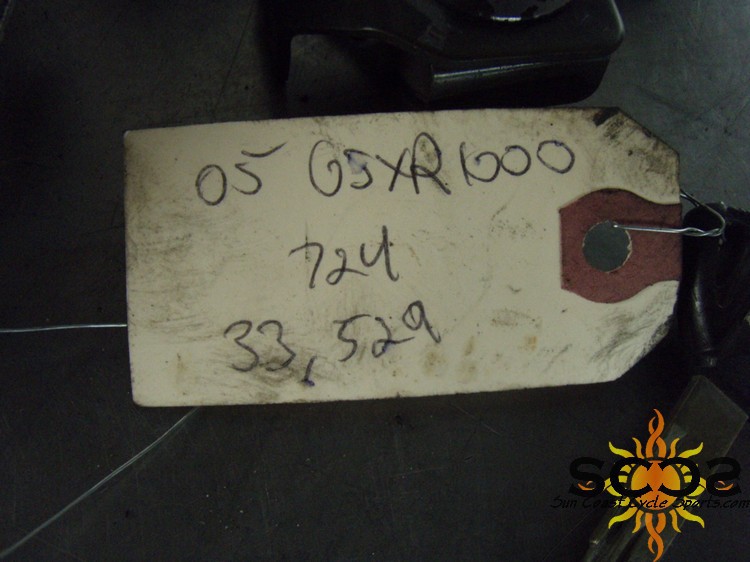 05 GSXR1000
724
33,529
SCCS
Sun Coast Cycle Sports.com